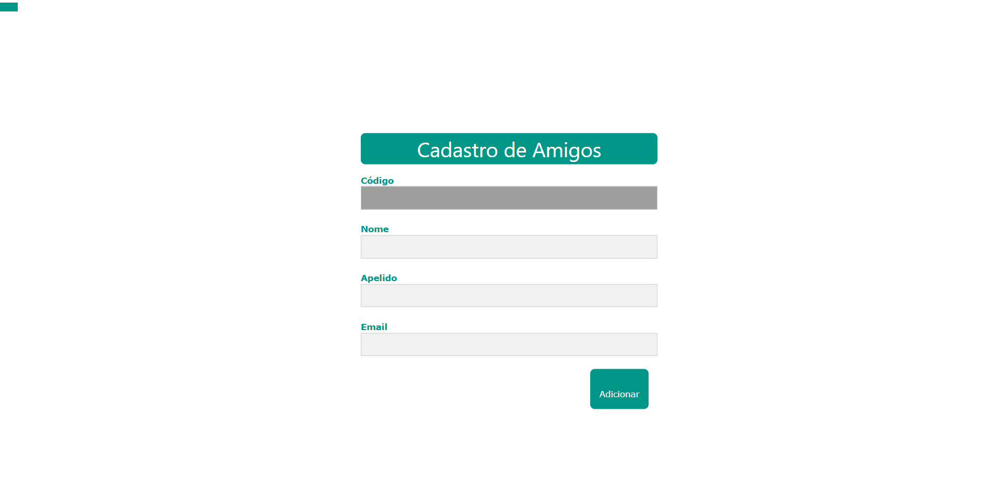 Cadastro de Amigos
Código
Nome
Apelido
Email
Adicionar